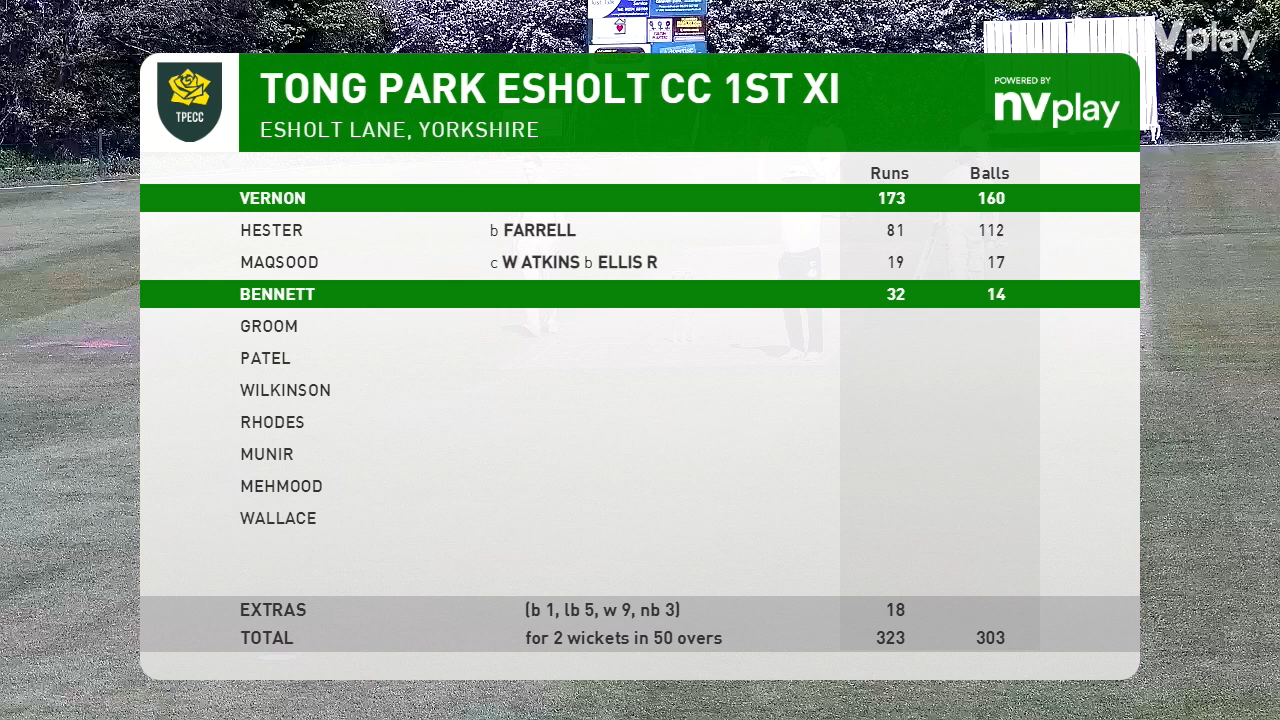 Vplay
TONG PARK ESHOLT CC 1ST XI
ESHOLT LANE, YORKSHIRE
TPECC
POWERED BY
nvplay
Runs Balls
VERNON 173 160
HESTER b FARRELL 81 112
MAQSOOD c W ATKINS b ELLIS R 19 17
BENNETT 32 14
GROOM
PATEL
WILKINSON
RHODES
MUNIR
MEHMOOD
WALLACE
EXTRAS (b 1, lb 5, w 9, nb 3) 18
TOTAL for 2 wickets in 50 overs 323 303